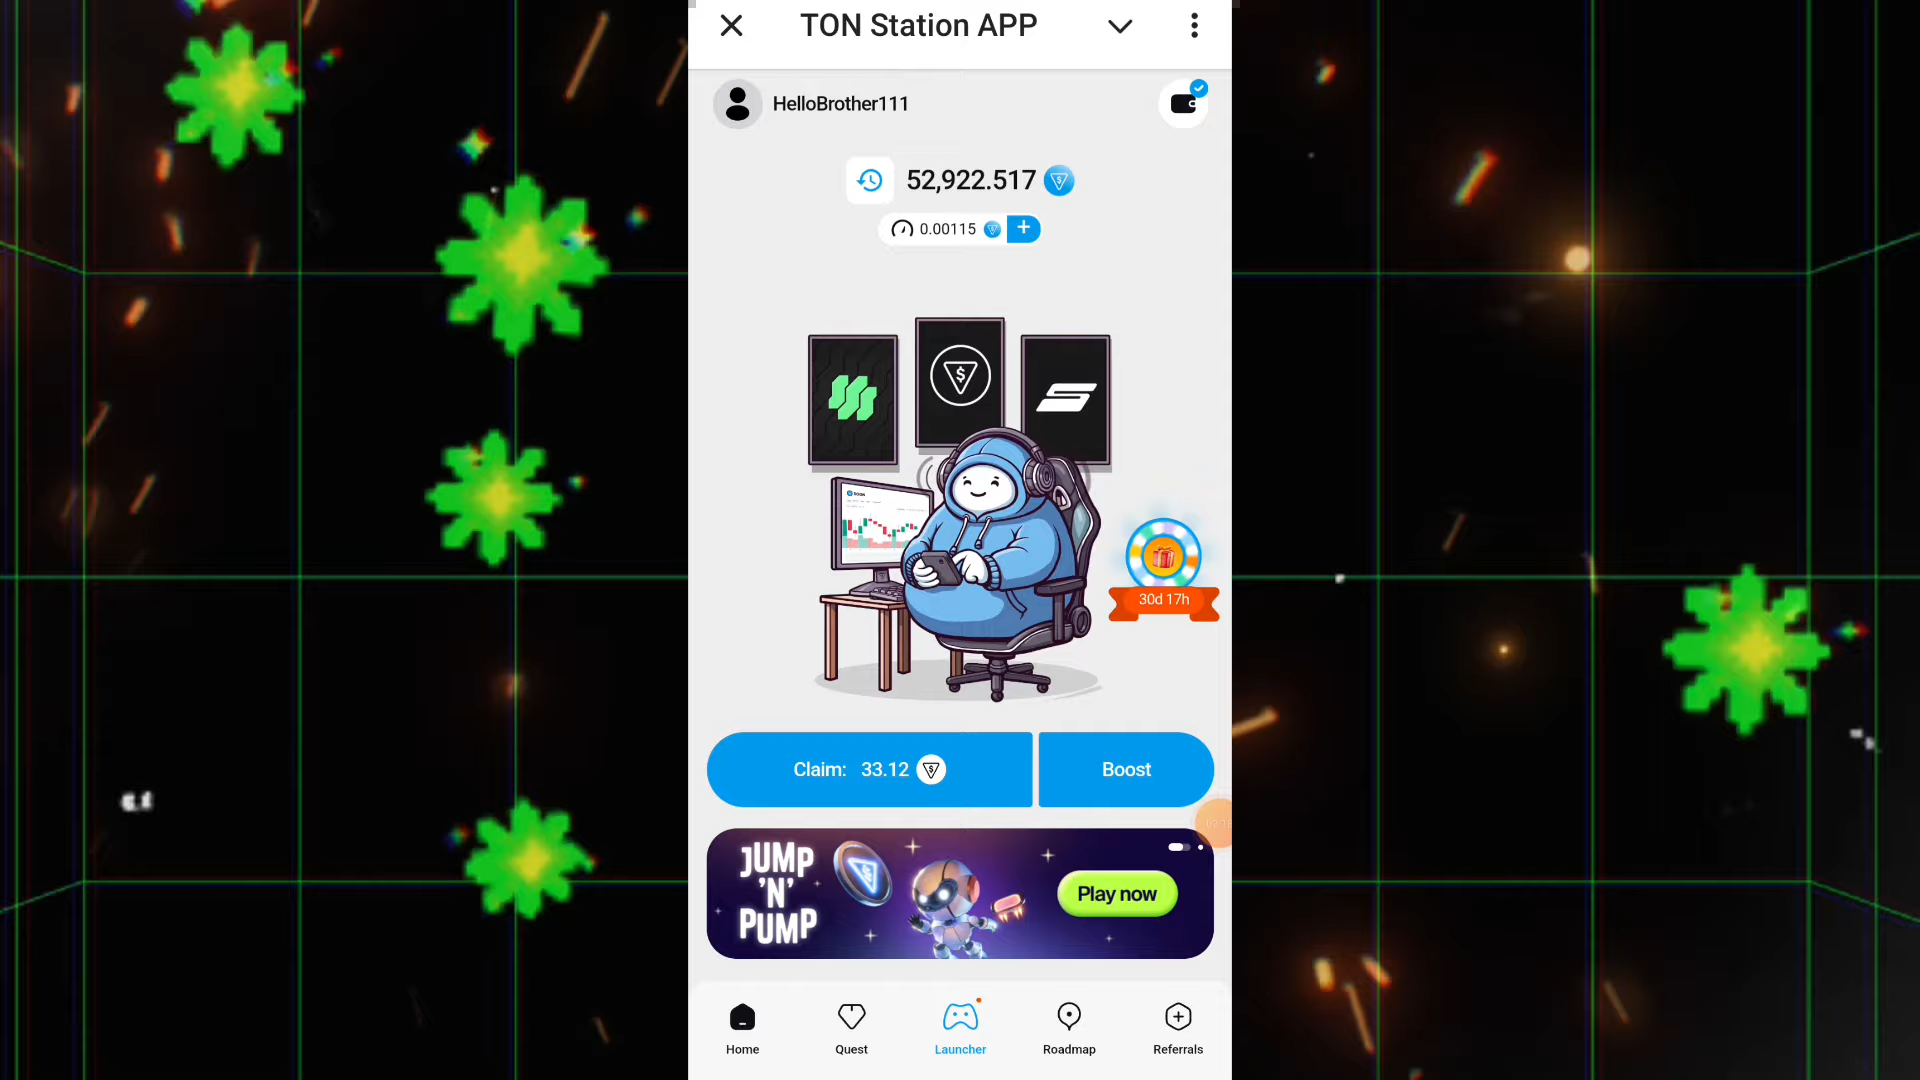 TON Station APP
HelloBrother111
52,922.517
0.00115
30d 17h
Claim: 33.12
Boost
JUMP
'N'
PUMP
Play now
Home
Quest
Launcher
Roadmap
Referrals